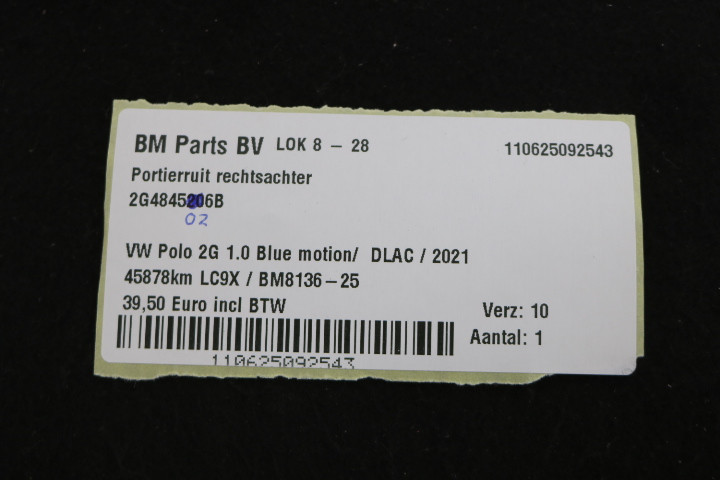 BM Parts BV LOK 8 – 28 110625092543
Portierruit rechtsachter
2G4845206B
02
VW Polo 2G 1.0 Blue motion/ DLAC / 2021
45878km LC9X / BM8136–25
39,50 Euro incl BTW Verz: 10
Aantal: 1
110625092543